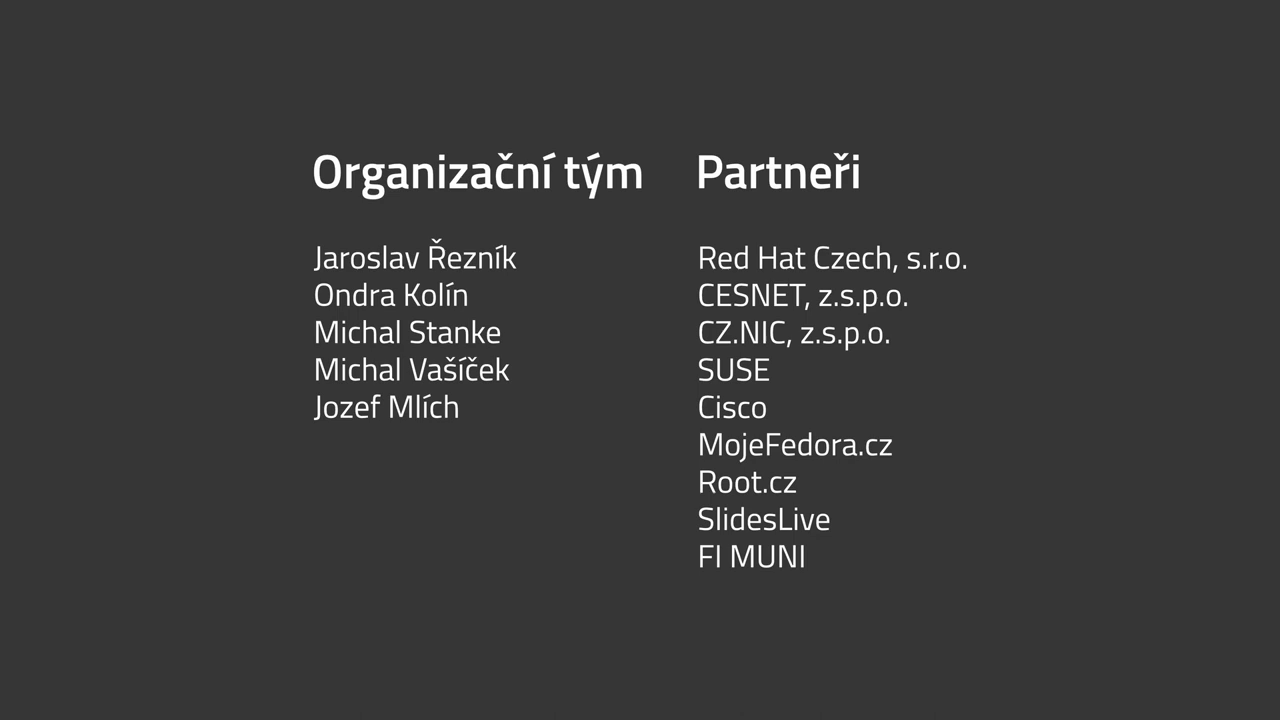 Organizační tým
Jaroslav Řezník
Ondra Kolín
Michal Stanke
Michal Vašíček
Jozef Mlích
Partneři
Red Hat Czech, s.r.o.
CESNET, z.s.p.o.
CZ.NIC, z.s.p.o.
SUSE
Cisco
MojeFedora.cz
Root.cz
SlidesLive
FI MUNI